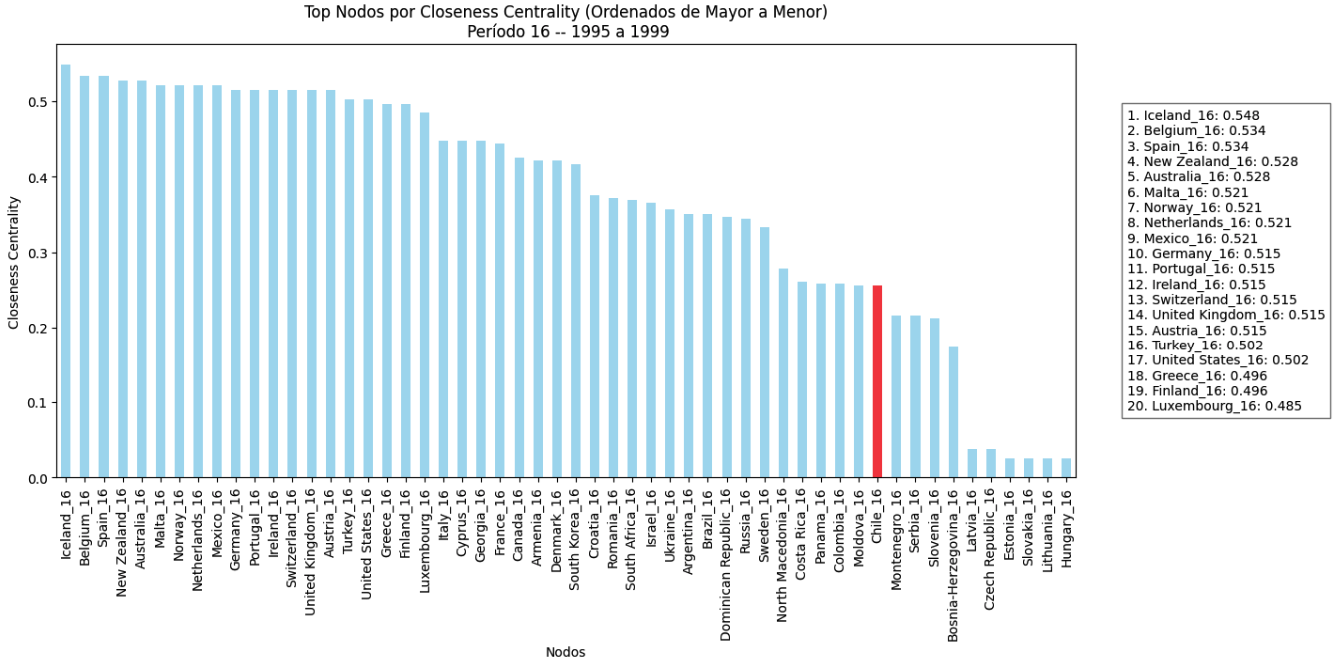 Top Nodos por Closeness Centrality (Ordenados de Mayor a Menor)
Período 16 -- 1995 a 1999
Closeness Centrality
0.5
0.4
0.3
0.2
0.1
0.0
Iceland_16
Belgium_16
Spain_16
New Zealand_16
Australia_16
Malta_16
Norway_16
Netherlands_16
Mexico_16
Germany_16
Portugal_16
Ireland_16
Switzerland_16
United Kingdom_16
Austria_16
Turkey_16
United States_16
Greece_16
Finland_16
Luxembourg_16
Italy_16
Cyprus_16
Georgia_16
France_16
Canada_16
Armenia_16
Denmark_16
South Korea_16
Croatia_16
Romania_16
South Africa_16
Israel_16
Ukraine_16
Argentina_16
Brazil_16
Dominican Republic_16
Russia_16
Sweden_16
North Macedonia_16
Costa Rica_16
Panama_16
Colombia_16
Moldova_16
Chile_16
Montenegro_16
Serbia_16
Slovenia_16
Bosnia-Herzegovina_16
Latvia_16
Czech Republic_16
Estonia_16
Slovakia_16
Lithuania_16
Hungary_16
Nodos
1. Iceland_16: 0.548
2. Belgium_16: 0.534
3. Spain_16: 0.534
4. New Zealand_16: 0.528
5. Australia_16: 0.528
6. Malta_16: 0.521
7. Norway_16: 0.521
8. Netherlands_16: 0.521
9. Mexico_16: 0.521
10. Germany_16: 0.515
11. Portugal_16: 0.515
12. Ireland_16: 0.515
13. Switzerland_16: 0.515
14. United Kingdom_16: 0.515
15. Austria_16: 0.515
16. Turkey_16: 0.502
17. United States_16: 0.502
18. Greece_16: 0.496
19. Finland_16: 0.496
20. Luxembourg_16: 0.485